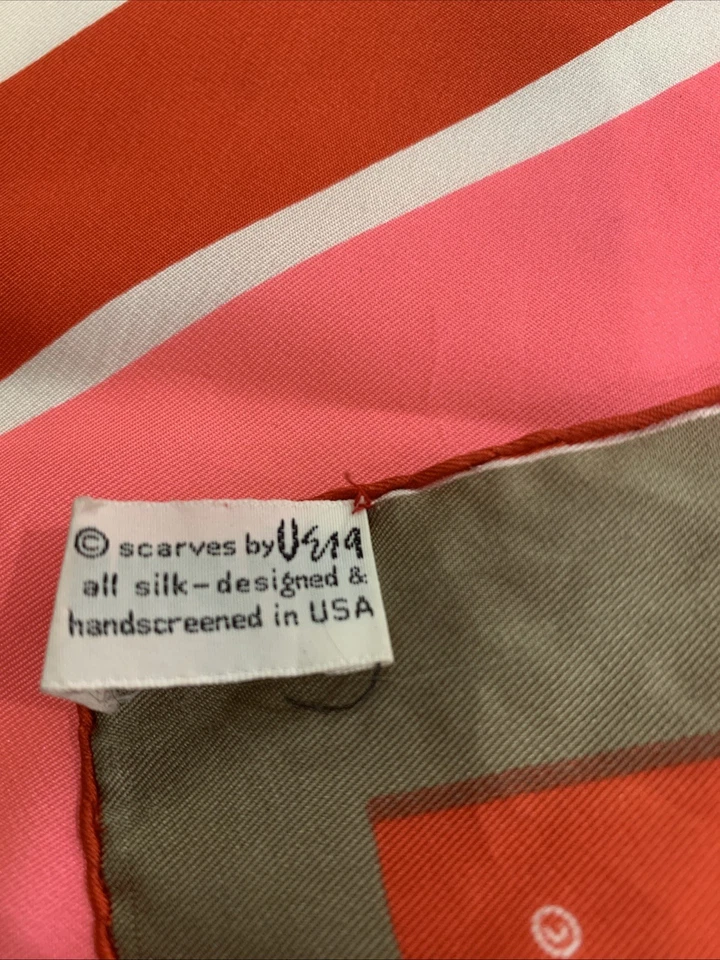 © scarves by Vera
all silk-designed &
handscreened in USA